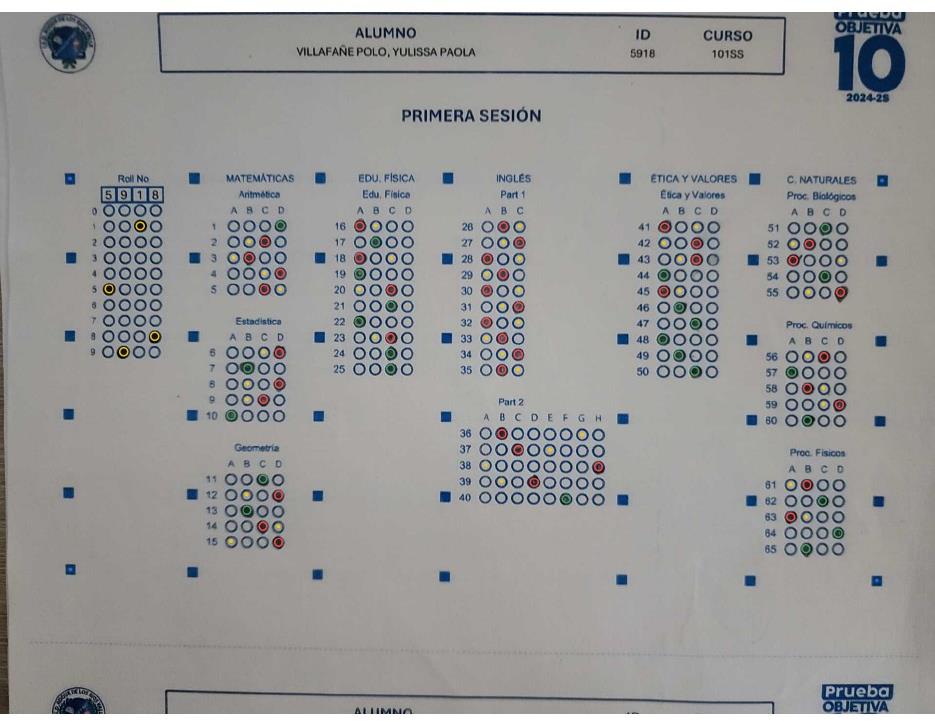 ALUMNO ID CURSO
VILLAFAÑE POLO, YULISSA PAOLA 5918 101SS
Prueba
OBJETIVA
10
2024-2S
PRIMERA SESIÓN
Roll No
5 9 1 8
0
1
2
3
4
5
6
7
8
9
MATEMÁTICAS
Aritmética
A B C D
1
2
3
4
5
Estadística
A B C D
6
7
8
9
10
Geometría
A B C D
11
12
13
14
15
EDU. FÍSICA
Edu. Física
A B C D
16
17
18
19
20
21
22
23
24
25
INGLÉS
Part 1
A B C
26
27
28
29
30
31
32
33
34
35
Part 2
A B C D E F G H
36
37
38
39
40
ÉTICA Y VALORES
Ética y Valores
A B C D
41
42
43
44
45
46
47
48
49
50
C. NATURALES
Proc. Biológicos
A B C D
51
52
53
54
55
Proc. Químicos
A B C D
56
57
58
59
60
Proc. Físicos
A B C D
61
62
63
64
65
Prueba
OBJETIVA
ALUMNO